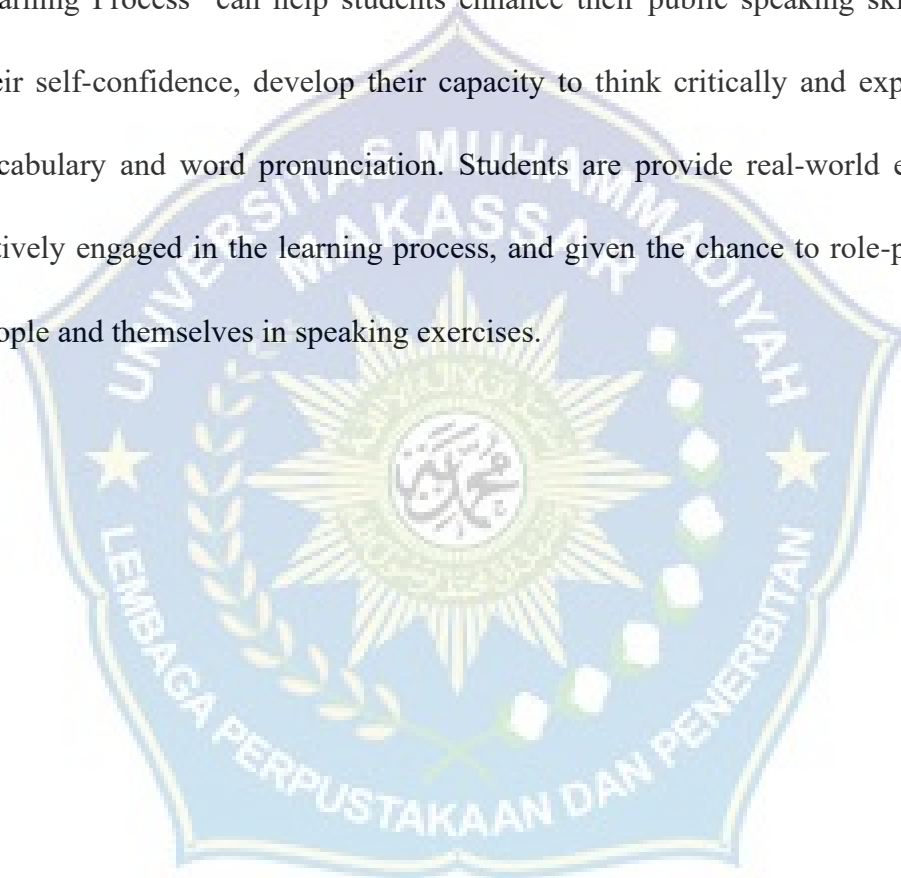 arning Process” can help students enhance their public speaking ski
eir self-confidence, develop their capacity to think critically and exp
cabulary and word pronunciation. Students are provide real-world e
tively engaged in the learning process, and given the chance to role-p
ople and themselves in speaking exercises.
UNIVERSITAS MUHAMMADIYAH
MAKASSAR
LEMBAGA PERPUSTAKAAN DAN PENERBITAN